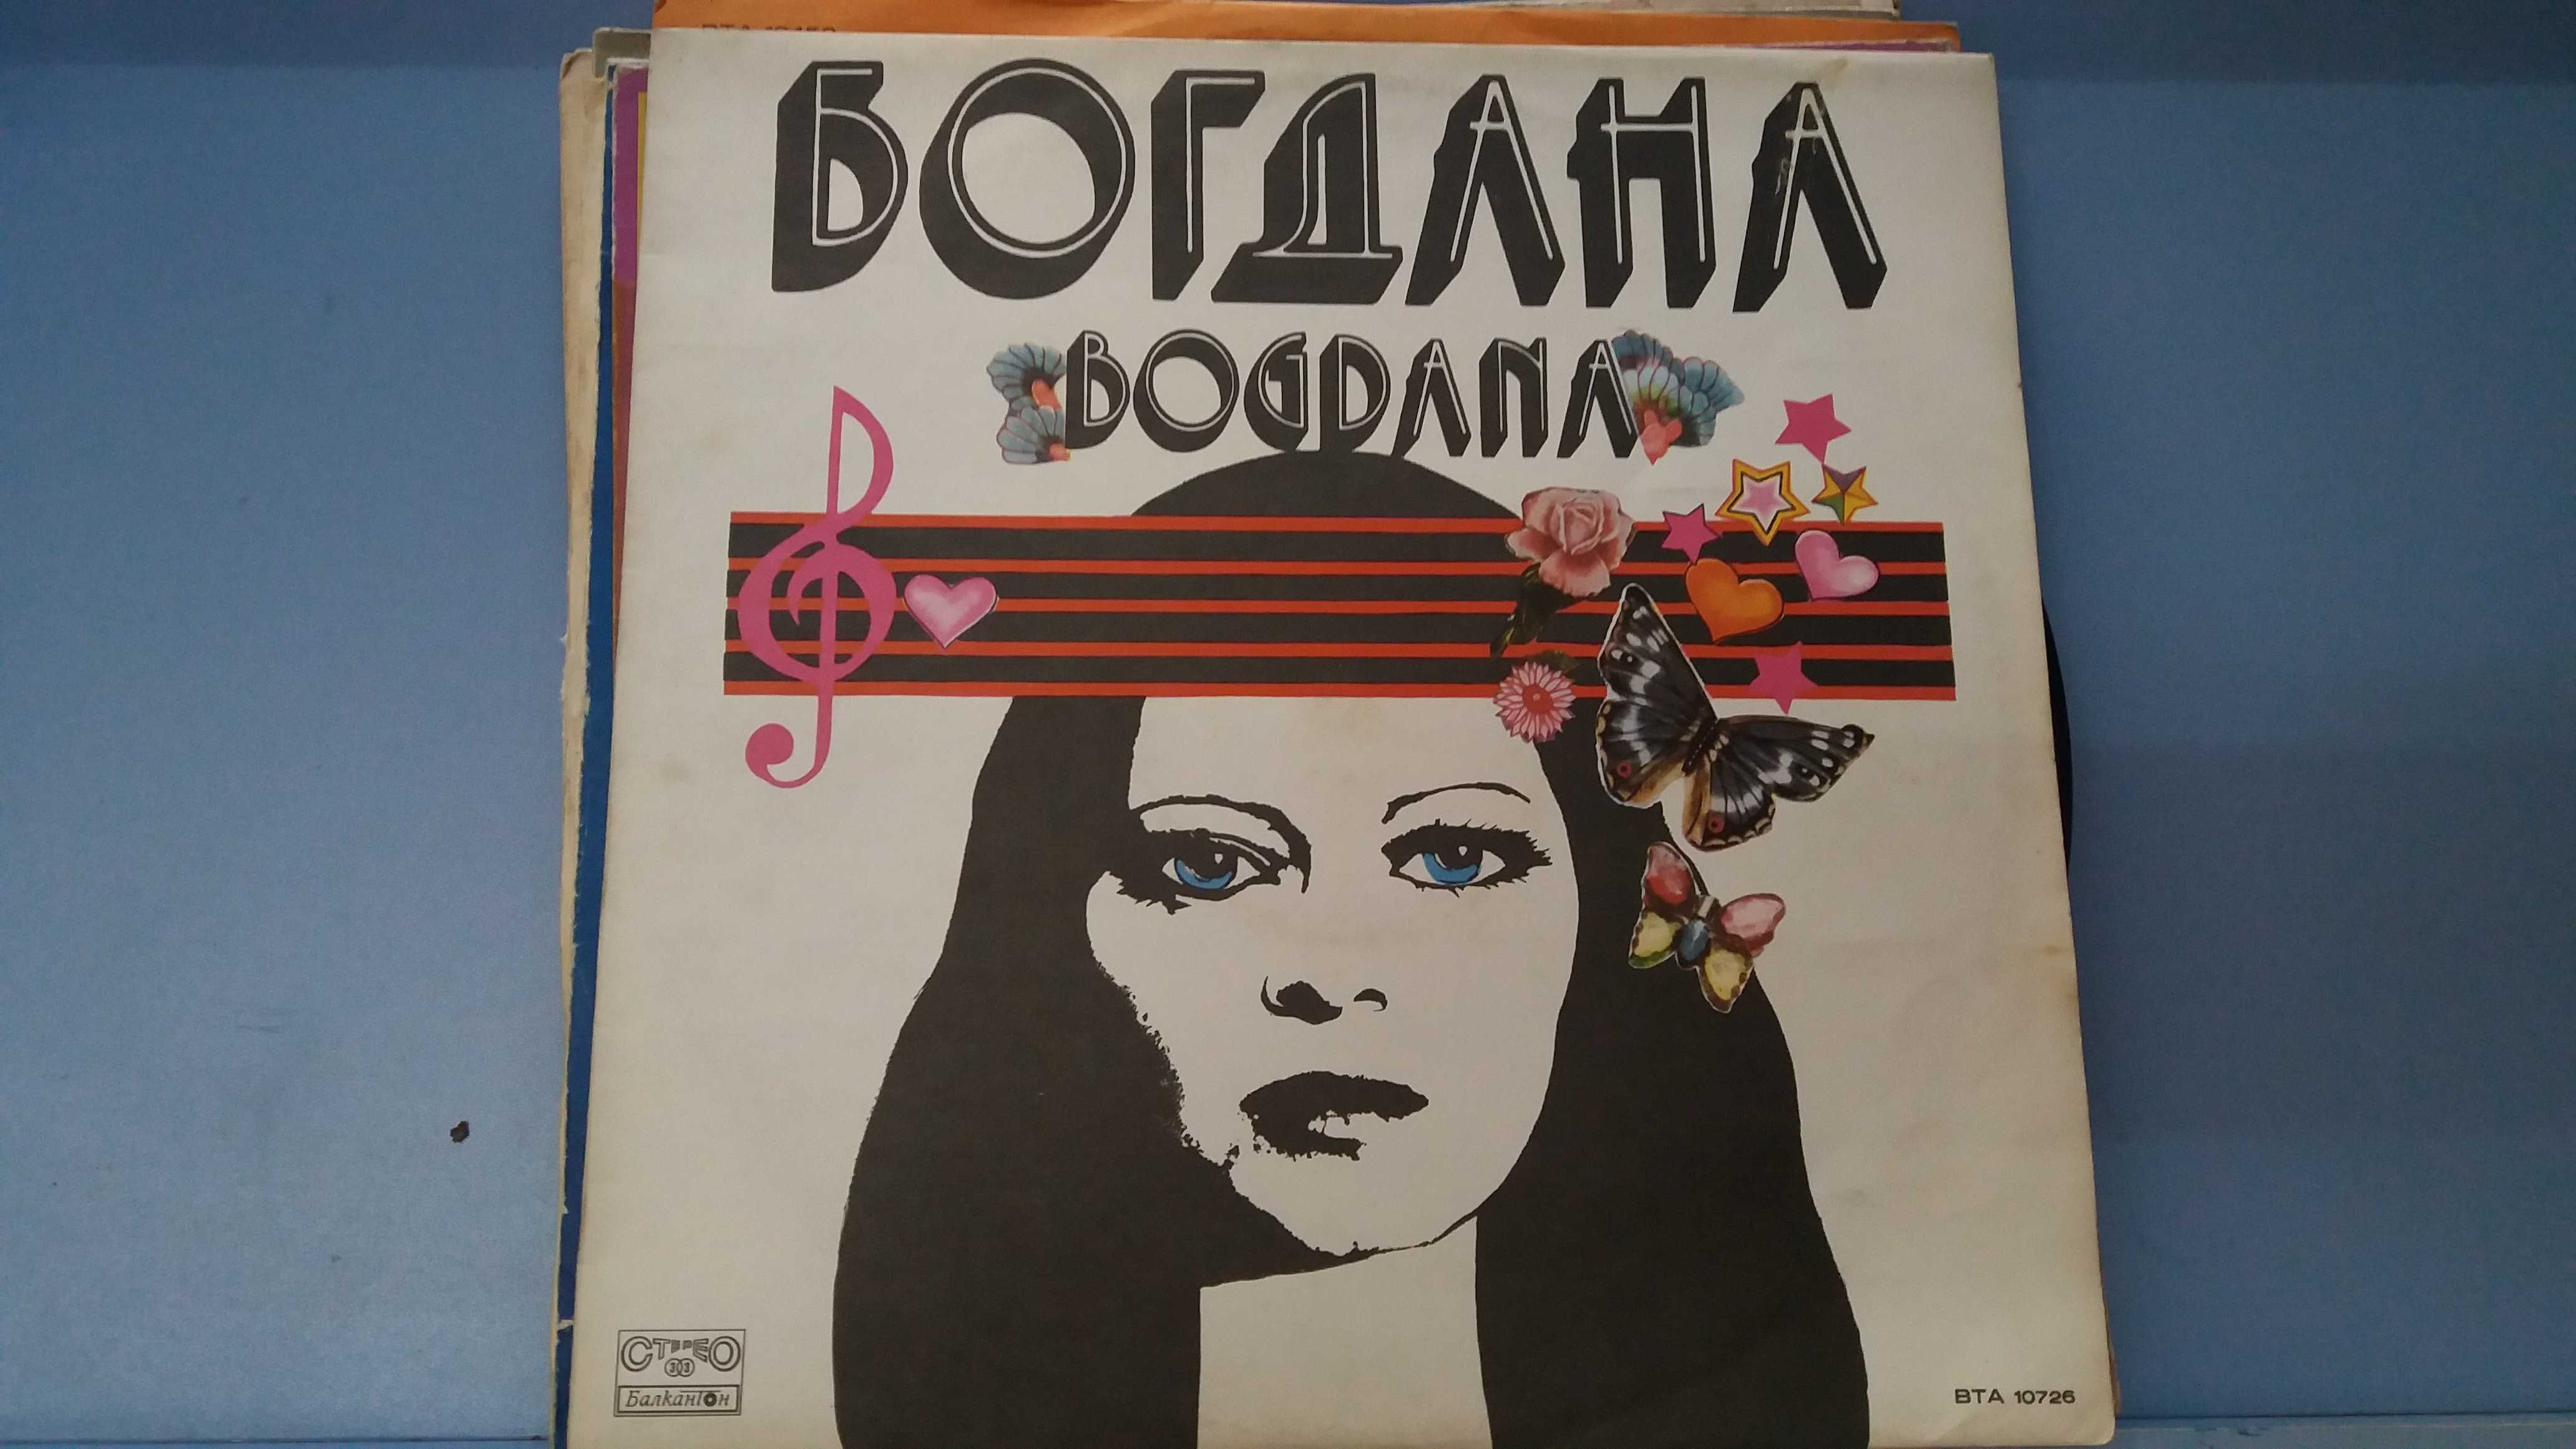 БОГДАНА
BOGDANA
СТЕРЕО
33
Балкантон
ВТА 10726